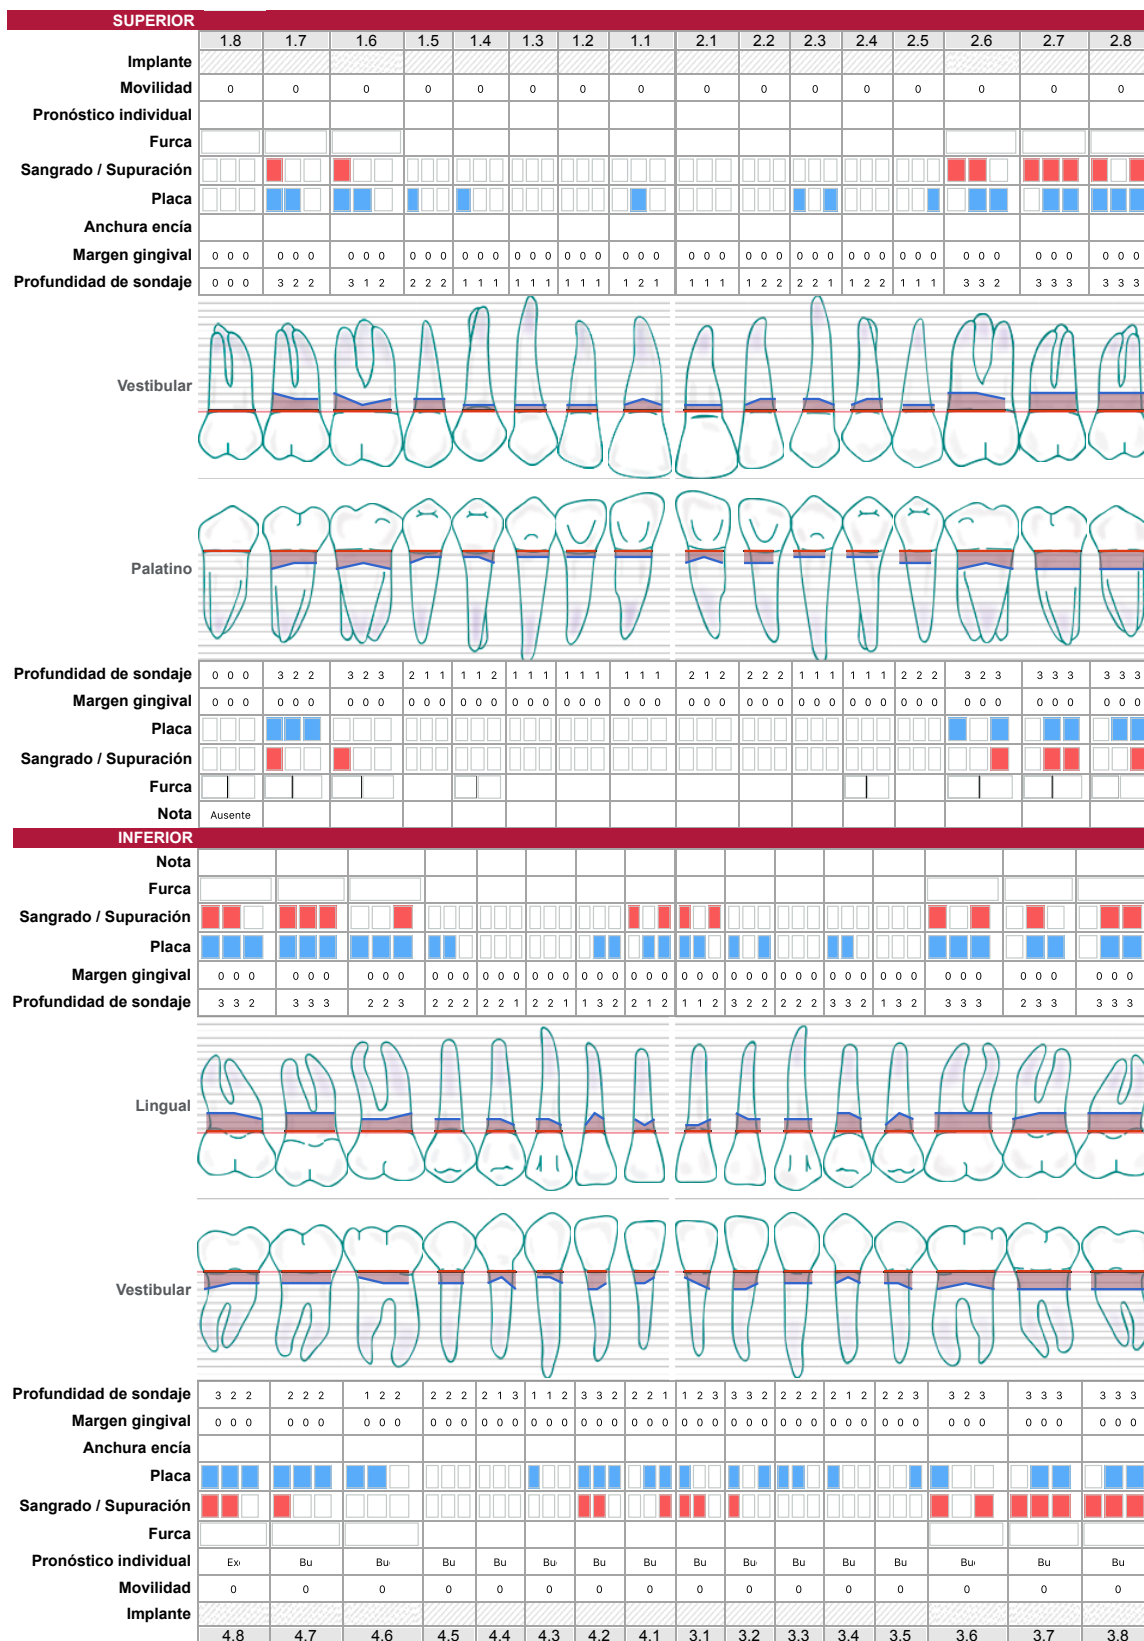 SUPERIOR
1.8 1.7 1.6 1.5 1.4 1.3 1.2 1.1 2.1 2.2 2.3 2.4 2.5 2.6 2.7 2.8
Implante
Movilidad 0 0 0 0 0 0 0 0 0 0 0 0 0 0 0 0
Pronóstico individual
Furca
Sangrado / Supuración
Placa
Anchura encía
Margen gingival 0 0 0 0 0 0 0 0 0 0 0 0 0 0 0 0 0 0 0 0 0 0 0 0 0 0 0 0 0 0 0 0 0 0 0 0 0 0 0 0 0 0 0 0 0 0 0 0
Profundidad de sondaje 0 0 0 3 2 2 3 1 2 2 2 2 1 1 1 1 1 1 1 1 1 1 2 1 1 1 1 1 2 2 2 2 1 1 2 2 1 1 1 3 3 2 3 3 3 3 3 3
Vestibular
Palatino
Profundidad de sondaje 0 0 0 3 2 2 3 2 3 2 1 1 1 1 2 1 1 1 1 1 1 1 1 1 2 1 2 2 2 2 1 1 1 1 1 1 2 2 2 3 2 3 3 3 3 3 3 3
Margen gingival 0 0 0 0 0 0 0 0 0 0 0 0 0 0 0 0 0 0 0 0 0 0 0 0 0 0 0 0 0 0 0 0 0 0 0 0 0 0 0 0 0 0 0 0 0 0 0 0
Placa
Sangrado / Supuración
Furca
Nota Ausente
INFERIOR
Nota
Furca
Sangrado / Supuración
Placa
Margen gingival 0 0 0 0 0 0 0 0 0 0 0 0 0 0 0 0 0 0 0 0 0 0 0 0 0 0 0 0 0 0 0 0 0 0 0 0 0 0 0 0 0 0 0 0 0 0 0 0
Profundidad de sondaje 3 3 2 3 3 3 2 2 3 2 2 2 2 2 1 2 2 1 1 3 2 2 1 2 1 1 2 3 2 2 2 2 2 3 3 2 1 3 2 3 3 3 2 3 3 3 3 3
Lingual
Vestibular
Profundidad de sondaje 3 2 2 2 2 2 1 2 2 2 2 2 2 1 3 1 1 2 3 3 2 2 2 1 1 2 3 3 3 2 2 2 2 2 1 2 2 2 3 3 2 3 3 3 3 3 3 3
Margen gingival 0 0 0 0 0 0 0 0 0 0 0 0 0 0 0 0 0 0 0 0 0 0 0 0 0 0 0 0 0 0 0 0 0 0 0 0 0 0 0 0 0 0 0 0 0 0 0 0
Anchura encía
Placa
Sangrado / Supuración
Furca
Pronóstico individual Ex Bu Bu Bu Bu Bu Bu Bu Bu Bu Bu Bu Bu Bu Bu Bu
Movilidad 0 0 0 0 0 0 0 0 0 0 0 0 0 0 0 0
Implante
4.8 4.7 4.6 4.5 4.4 4.3 4.2 4.1 3.1 3.2 3.3 3.4 3.5 3.6 3.7 3.8